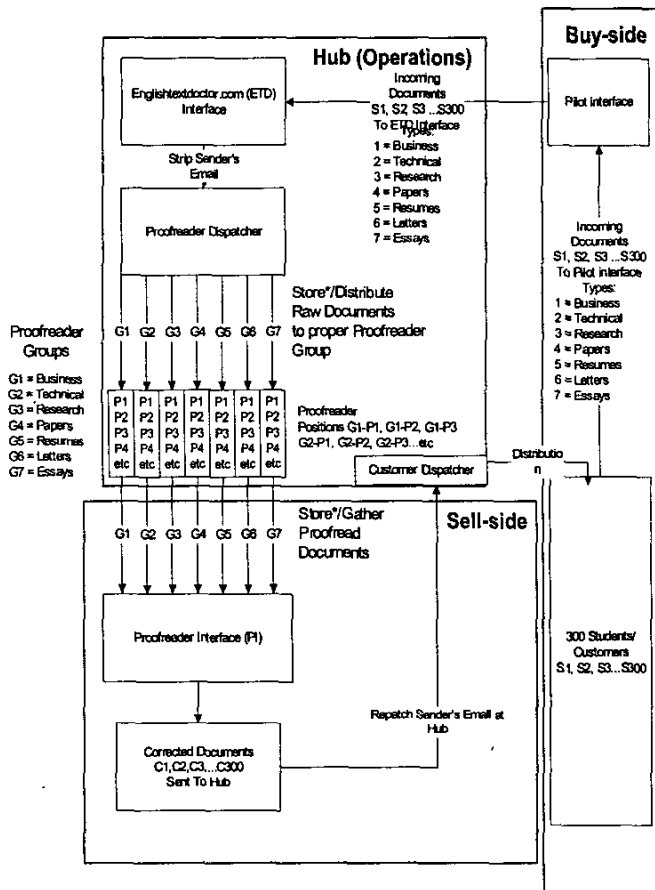 Buy-side
Hub (Operations)
Englishtextdoctor.com (ETD)
Interface
Incoming
Documents
S1, S2, S3 ...S300
To ETD Interface
Types:
1 = Business
2 = Technical
3 = Research
4 = Papers
5 = Resumes
6 = Letters
7 = Essays
Pilot interface
Strip Sender's
Email
Proofreader Dispatcher
Incoming
Documents
S1, S2, S3 ...S300
To Pilot interface
Types:
1 = Business
2 = Technical
3 = Research
4 = Papers
5 = Resumes
6 = Letters
7 = Essays
Store*/Distribute
Raw Documents
to proper Proofreader
Group
G1 G2 G3 G4 G5 G6 G7
Proofreader
Groups
G1 = Business
G2 = Technical
G3 = Research
G4 = Papers
G5 = Resumes
G6 = Letters
G7 = Essays
P1 P1 P1 P1 P1 P1 P1
P2 P2 P2 P2 P2 P2 P2
P3 P3 P3 P3 P3 P3 P3
P4 P4 P4 P4 P4 P4 P4
etc etc etc etc etc etc etc
Proofreader
Positions G1-P1, G1-P2, G1-P3
G2-P1, G2-P2, G2-P3...etc
Customer Dispatcher
Distributio
n
Store*/Gather
Proofread
Documents
Sell-side
G1 G2 G3 G4 G5 G6 G7
Proofreader Interface (PI)
300 Students/
Customers
S1, S2, S3...S300
Repatch Sender's Email at
Hub
Corrected Documents
C1,C2,C3,...C300
Sent To Hub